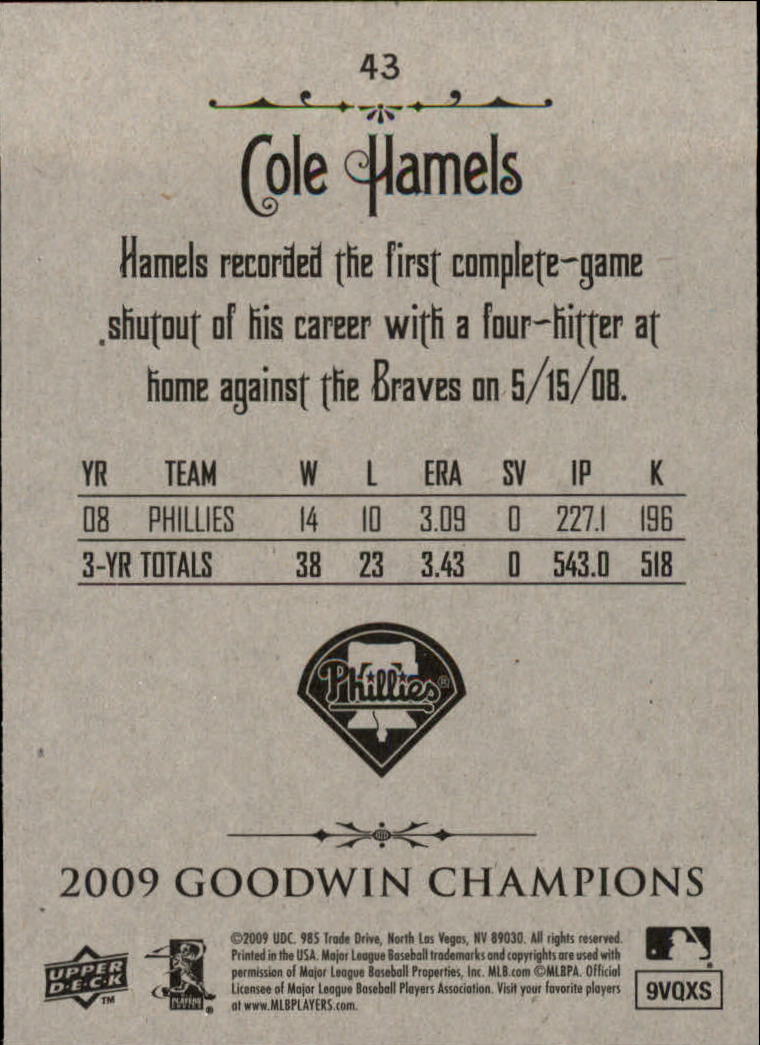 43
Cole Hamels
Hamels recorded the first complete-game
shutout of his career with a four-hitter at
home against the Braves on 5/15/08.
YR TEAM W L ERA SV IP K
08 PHILLIES 14 10 3.09 0 227.1 196
3-YR TOTALS 38 23 3.43 0 543.0 518
Phillies®
2009 GOODWIN CHAMPIONS
©2009 UDC. 985 Trade Drive, North Las Vegas, NV 89030. All rights reserved.
Printed in the USA. Major League Baseball trademarks and copyrights are used with
permission of Major League Baseball Properties, Inc. MLB.com ©MLBPA. Official
Licensee of Major League Baseball Players Association. Visit your favorite players
at www.MLBPLAYERS.com.
UPPER
D·E·C·K
TM
PLAYERS
CHOICE
®
9VQXS